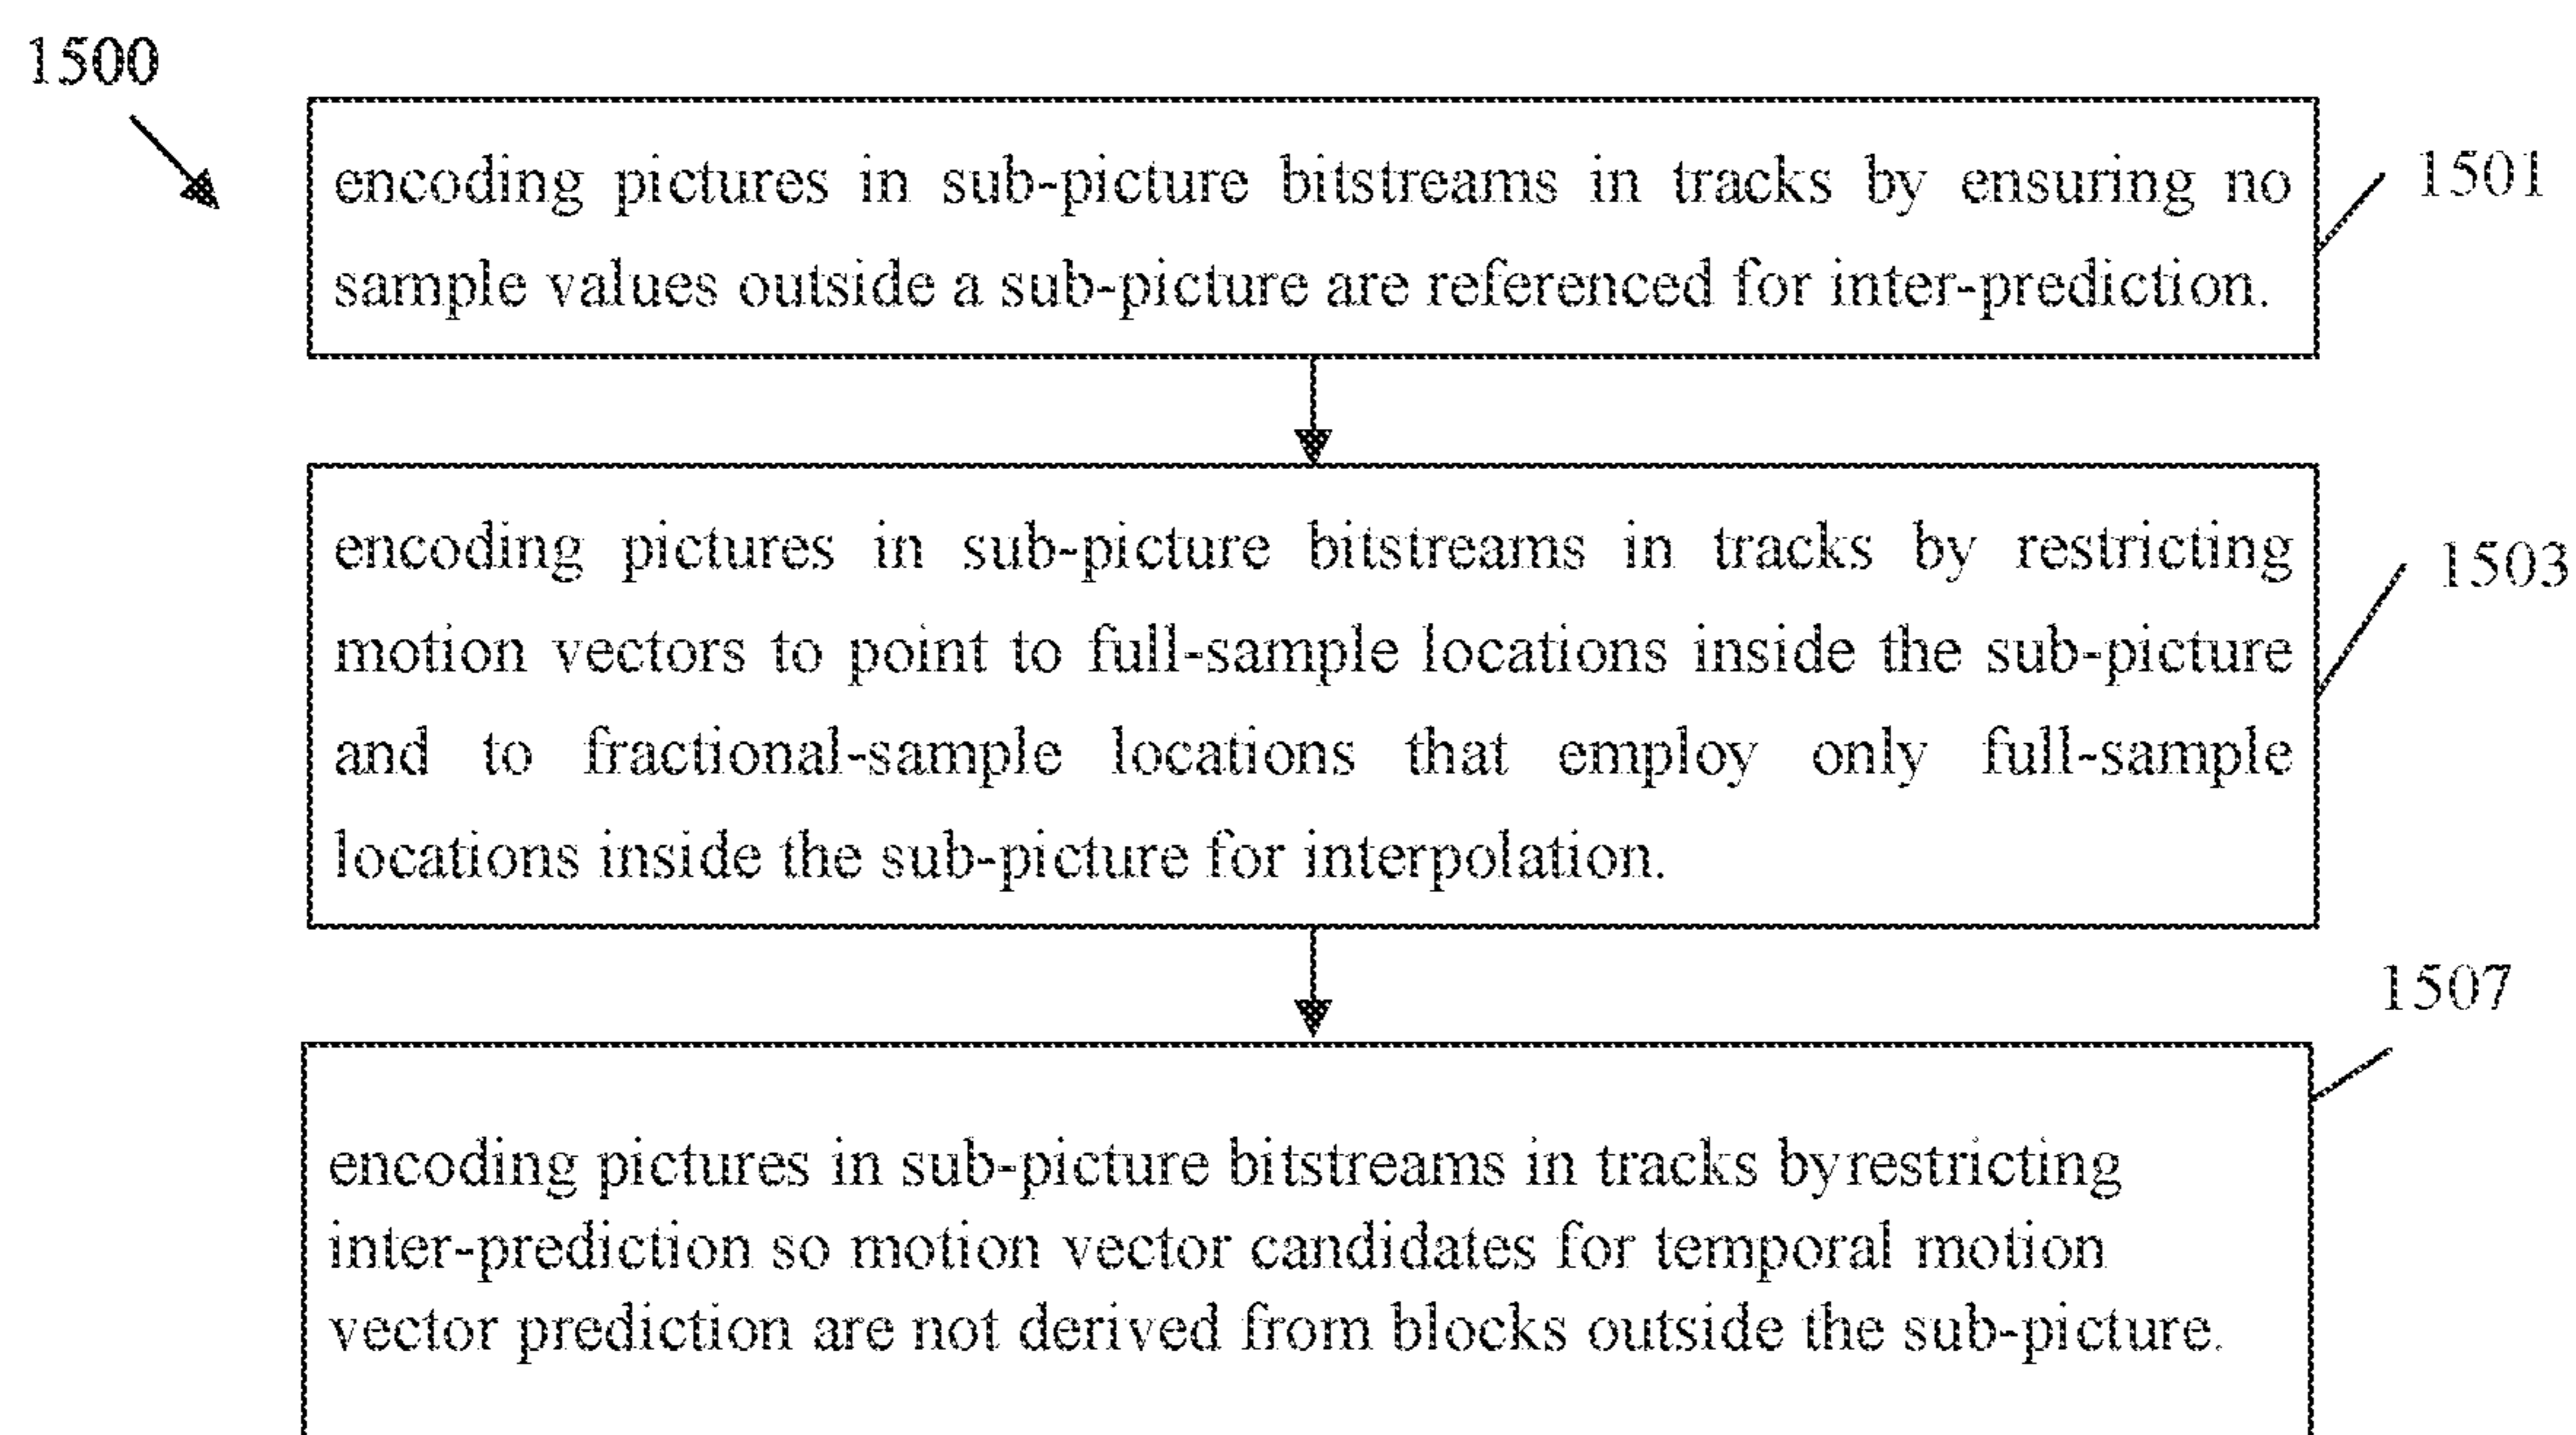 1500
encoding pictures in sub-picture bitstreams in tracks by ensuring no
sample values outside a sub-picture are referenced for inter-prediction.
1501
encoding pictures in sub-picture bitstreams in tracks by restricting
motion vectors to point to full-sample locations inside the sub-picture
and to fractional-sample locations that employ only full-sample
locations inside the sub-picture for interpolation.
1503
1507
encoding pictures in sub-picture bitstreams in tracks byrestricting
inter-prediction so motion vector candidates for temporal motion
vector prediction are not derived from blocks outside the sub-picture.